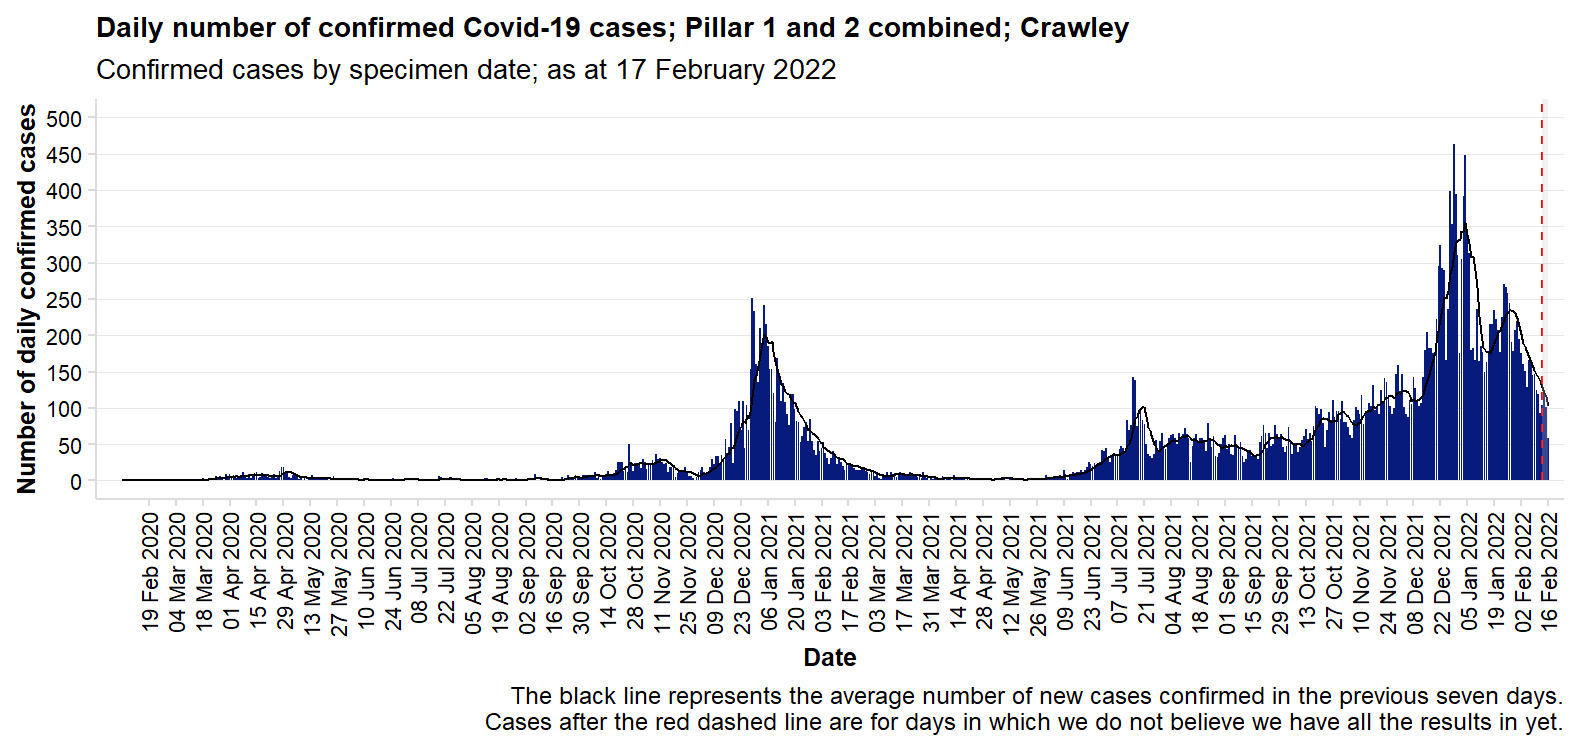 Daily number of confirmed Covid-19 cases; Pillar 1 and 2 combined; Crawley
Confirmed cases by specimen date; as at 17 February 2022
Number of daily confirmed cases
500
450
400
350
300
250
200
150
100
50
0
19 Feb 2020
04 Mar 2020
18 Mar 2020
01 Apr 2020
15 Apr 2020
29 Apr 2020
13 May 2020
27 May 2020
10 Jun 2020
24 Jun 2020
08 Jul 2020
22 Jul 2020
05 Aug 2020
19 Aug 2020
02 Sep 2020
16 Sep 2020
30 Sep 2020
14 Oct 2020
28 Oct 2020
11 Nov 2020
25 Nov 2020
09 Dec 2020
23 Dec 2020
06 Jan 2021
20 Jan 2021
03 Feb 2021
17 Feb 2021
03 Mar 2021
17 Mar 2021
31 Mar 2021
14 Apr 2021
28 Apr 2021
12 May 2021
26 May 2021
09 Jun 2021
23 Jun 2021
07 Jul 2021
21 Jul 2021
04 Aug 2021
18 Aug 2021
01 Sep 2021
15 Sep 2021
29 Sep 2021
13 Oct 2021
27 Oct 2021
10 Nov 2021
24 Nov 2021
08 Dec 2021
22 Dec 2021
05 Jan 2022
19 Jan 2022
02 Feb 2022
16 Feb 2022
Date
The black line represents the average number of new cases confirmed in the previous seven days.
Cases after the red dashed line are for days in which we do not believe we have all the results in yet.